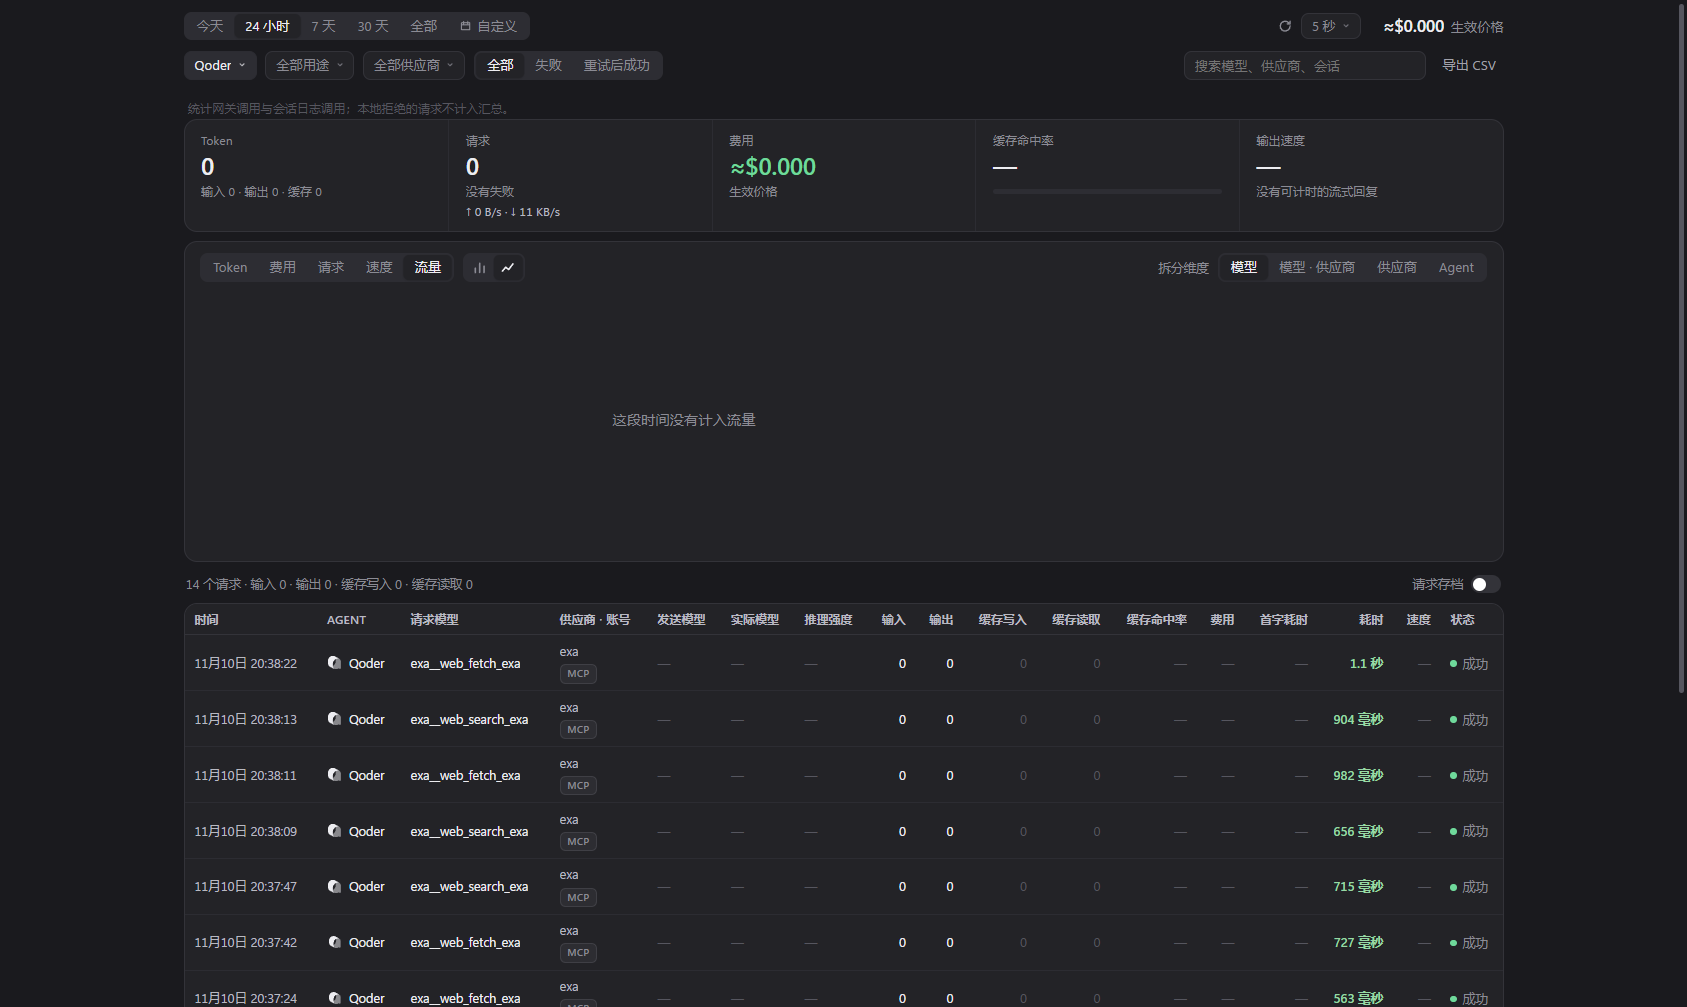 今天 24 小时 7 天 30 天 全部 自定义 5 秒 ≈$0.000 生效价格
Qoder 全部用途 全部供应商 全部 失败 重试后成功 搜索模型、供应商、会话 导出 CSV
统计网关调用与会话日志调用；本地拒绝的请求不计入汇总。
Token 请求 费用 缓存命中率 输出速度
0 0 ≈$0.000 — —
输入 0 · 输出 0 · 缓存 0 没有失败 生效价格 没有可计时的流式回复
↑ 0 B/s · ↓ 11 KB/s
Token 费用 请求 速度 流量 拆分维度 模型 模型 · 供应商 供应商 Agent
这段时间没有计入流量
14 个请求 · 输入 0 · 输出 0 · 缓存写入 0 · 缓存读取 0 请求存档
时间 AGENT 请求模型 供应商 · 账号 发送模型 实际模型 推理强度 输入 输出 缓存写入 缓存读取 缓存命中率 费用 首字耗时 耗时 速度 状态
11月10日 20:38:22 Qoder exa__web_fetch_exa exa MCP — — — 0 0 0 0 — — — 1.1 秒 — 成功
11月10日 20:38:13 Qoder exa__web_search_exa exa MCP — — — 0 0 0 0 — — — 904 毫秒 — 成功
11月10日 20:38:11 Qoder exa__web_fetch_exa exa MCP — — — 0 0 0 0 — — — 982 毫秒 — 成功
11月10日 20:38:09 Qoder exa__web_search_exa exa MCP — — — 0 0 0 0 — — — 656 毫秒 — 成功
11月10日 20:37:47 Qoder exa__web_search_exa exa MCP — — — 0 0 0 0 — — — 715 毫秒 — 成功
11月10日 20:37:42 Qoder exa__web_fetch_exa exa MCP — — — 0 0 0 0 — — — 727 毫秒 — 成功
11月10日 20:37:24 Qoder exa__web_fetch_exa exa — — — 0 0 0 0 — — — 563 毫秒 — 成功